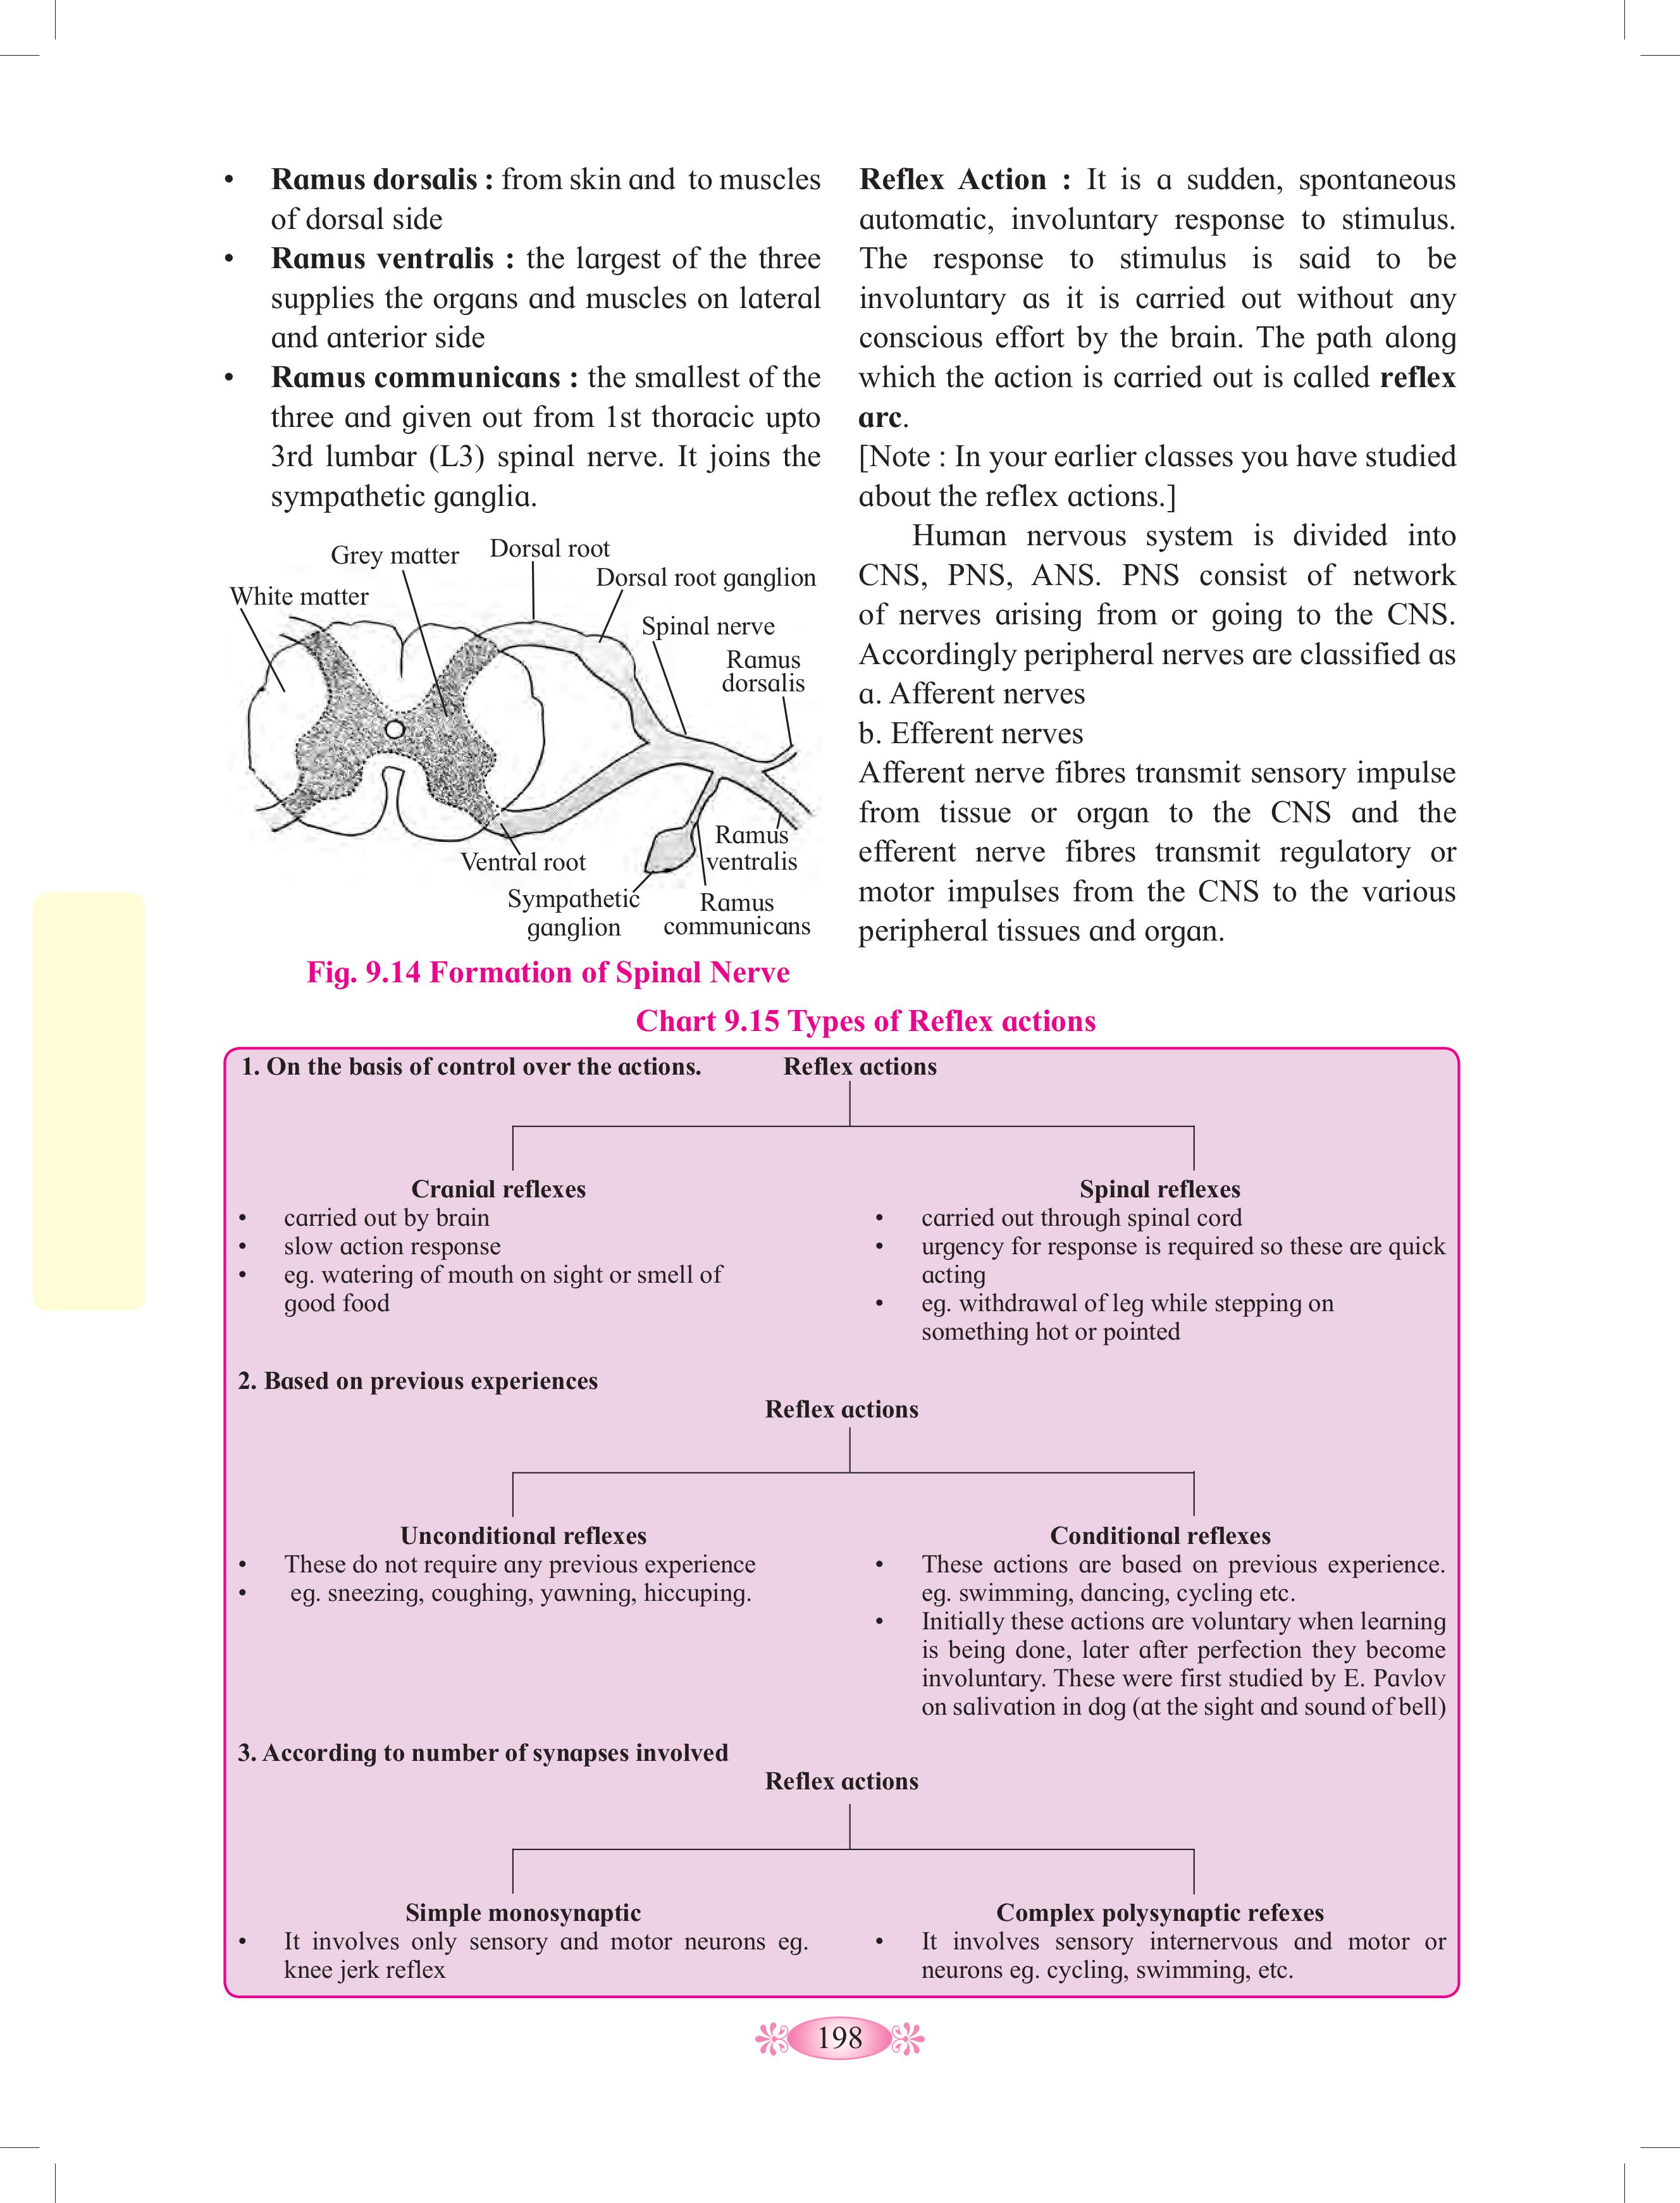 • Ramus dorsalis : from skin and to muscles
of dorsal side
• Ramus ventralis : the largest of the three
supplies the organs and muscles on lateral
and anterior side
• Ramus communicans : the smallest of the
three and given out from 1st thoracic upto
3rd lumbar (L3) spinal nerve. It joins the
sympathetic ganglia.
Grey matter
Dorsal root
Dorsal root ganglion
White matter
Spinal nerve
Ramus
dorsalis
Ramus
ventralis
Ventral root
Sympathetic
ganglion
Ramus
communicans
Fig. 9.14 Formation of Spinal Nerve
Reflex Action : It is a sudden, spontaneous
automatic, involuntary response to stimulus.
The response to stimulus is said to be
involuntary as it is carried out without any
conscious effort by the brain. The path along
which the action is carried out is called reflex
arc.
[Note : In your earlier classes you have studied
about the reflex actions.]
Human nervous system is divided into
CNS, PNS, ANS. PNS consist of network
of nerves arising from or going to the CNS.
Accordingly peripheral nerves are classified as
a. Afferent nerves
b. Efferent nerves
Afferent nerve fibres transmit sensory impulse
from tissue or organ to the CNS and the
efferent nerve fibres transmit regulatory or
motor impulses from the CNS to the various
peripheral tissues and organ.
Chart 9.15 Types of Reflex actions
1. On the basis of control over the actions.
Reflex actions
Cranial reflexes
• carried out by brain
• slow action response
• eg. watering of mouth on sight or smell of
good food
Spinal reflexes
• carried out through spinal cord
• urgency for response is required so these are quick
acting
• eg. withdrawal of leg while stepping on
something hot or pointed
2. Based on previous experiences
Reflex actions
Unconditional reflexes
• These do not require any previous experience
• eg. sneezing, coughing, yawning, hiccuping.
Conditional reflexes
• These actions are based on previous experience.
eg. swimming, dancing, cycling etc.
• Initially these actions are voluntary when learning
is being done, later after perfection they become
involuntary. These were first studied by E. Pavlov
on salivation in dog (at the sight and sound of bell)
3. According to number of synapses involved
Reflex actions
Simple monosynaptic
• It involves only sensory and motor neurons eg.
knee jerk reflex
Complex polysynaptic refexes
• It involves sensory internervous and motor or
neurons eg. cycling, swimming, etc.
198